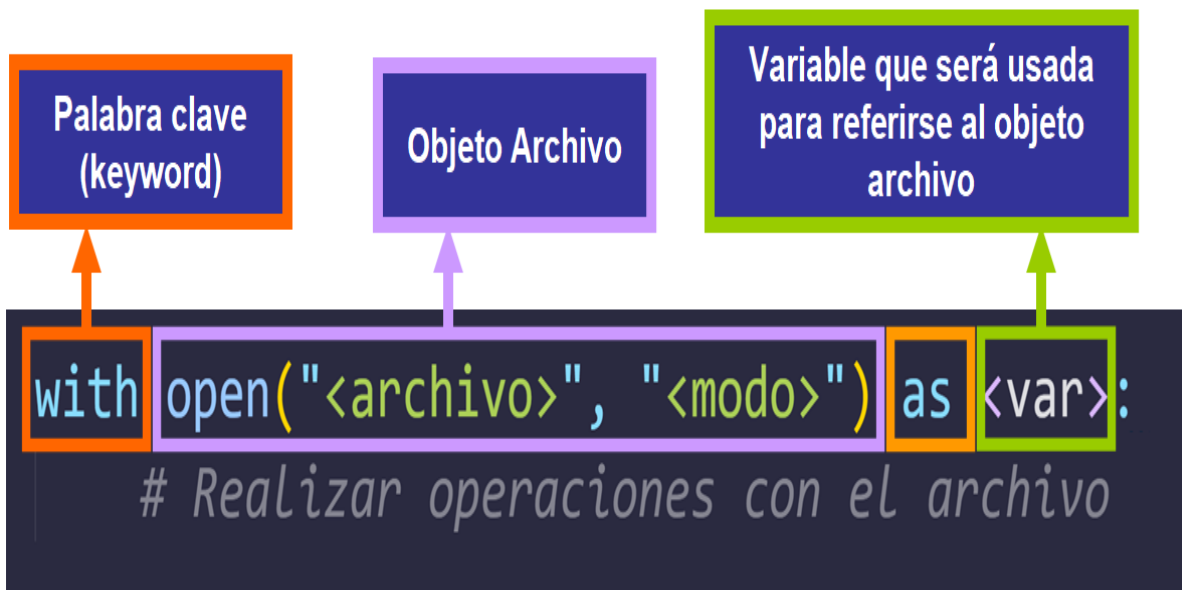 Palabra clave
(keyword)
Objeto Archivo
Variable que será usada
para referirse al objeto
archivo
with open("<archivo>", "<modo>") as <var>:
# Realizar operaciones con el archivo